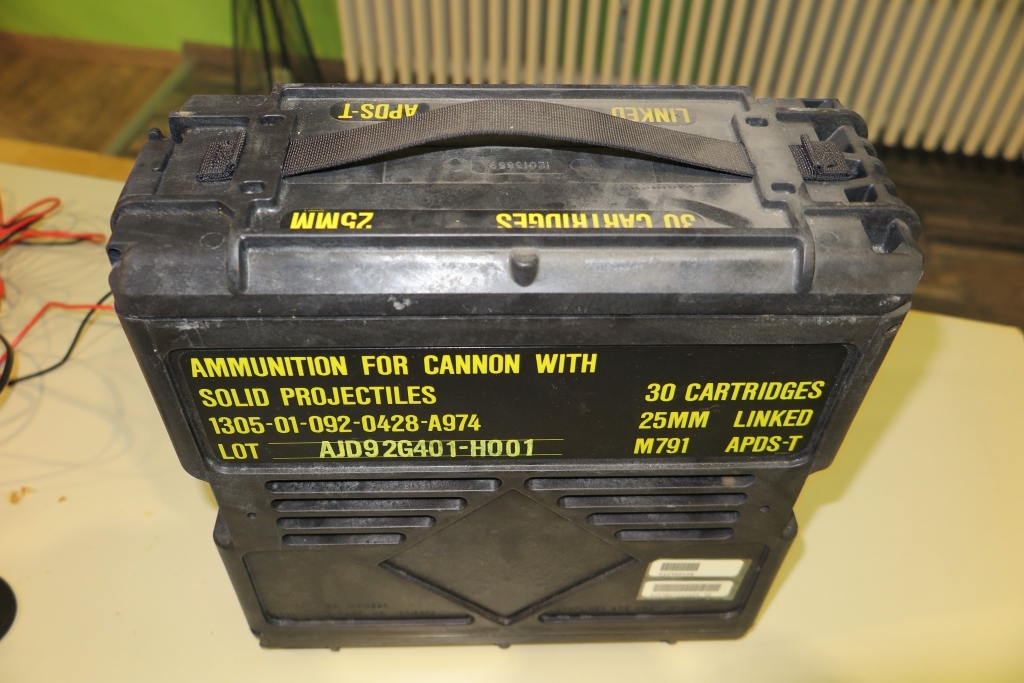 APDS-T LINKED
12013559
25MM 30 CARTRIDGES
AMMUNITION FOR CANNON WITH
SOLID PROJECTILES
1305-01-092-0428-A974
LOT AJD92G401-H001
30 CARTRIDGES
25MM LINKED
M791 APDS-T